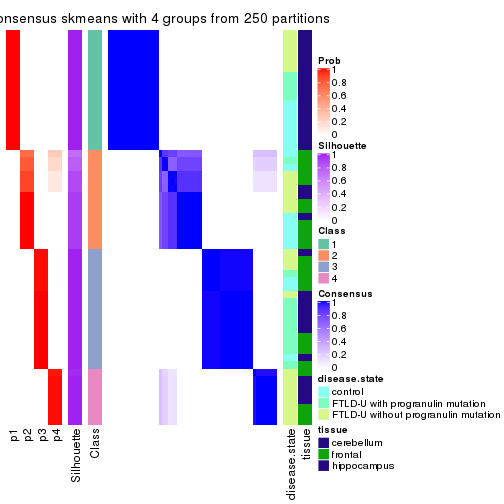 onsensus skmeans with 4 groups from 250 partitions
Prob
1
0.8
0.6
0.4
0.2
0
Silhouette
1
0.8
0.6
0.4
0.2
0
Class
1
2
3
4
Consensus
1
0.8
0.6
0.4
0.2
0
disease.state
control
FTLD-U with progranulin mutation
FTLD-U without progranulin mutation
tissue
cerebellum
frontal
hippocampus
p1
p2
p3
p4
Silhouette
Class
disease.state
tissue